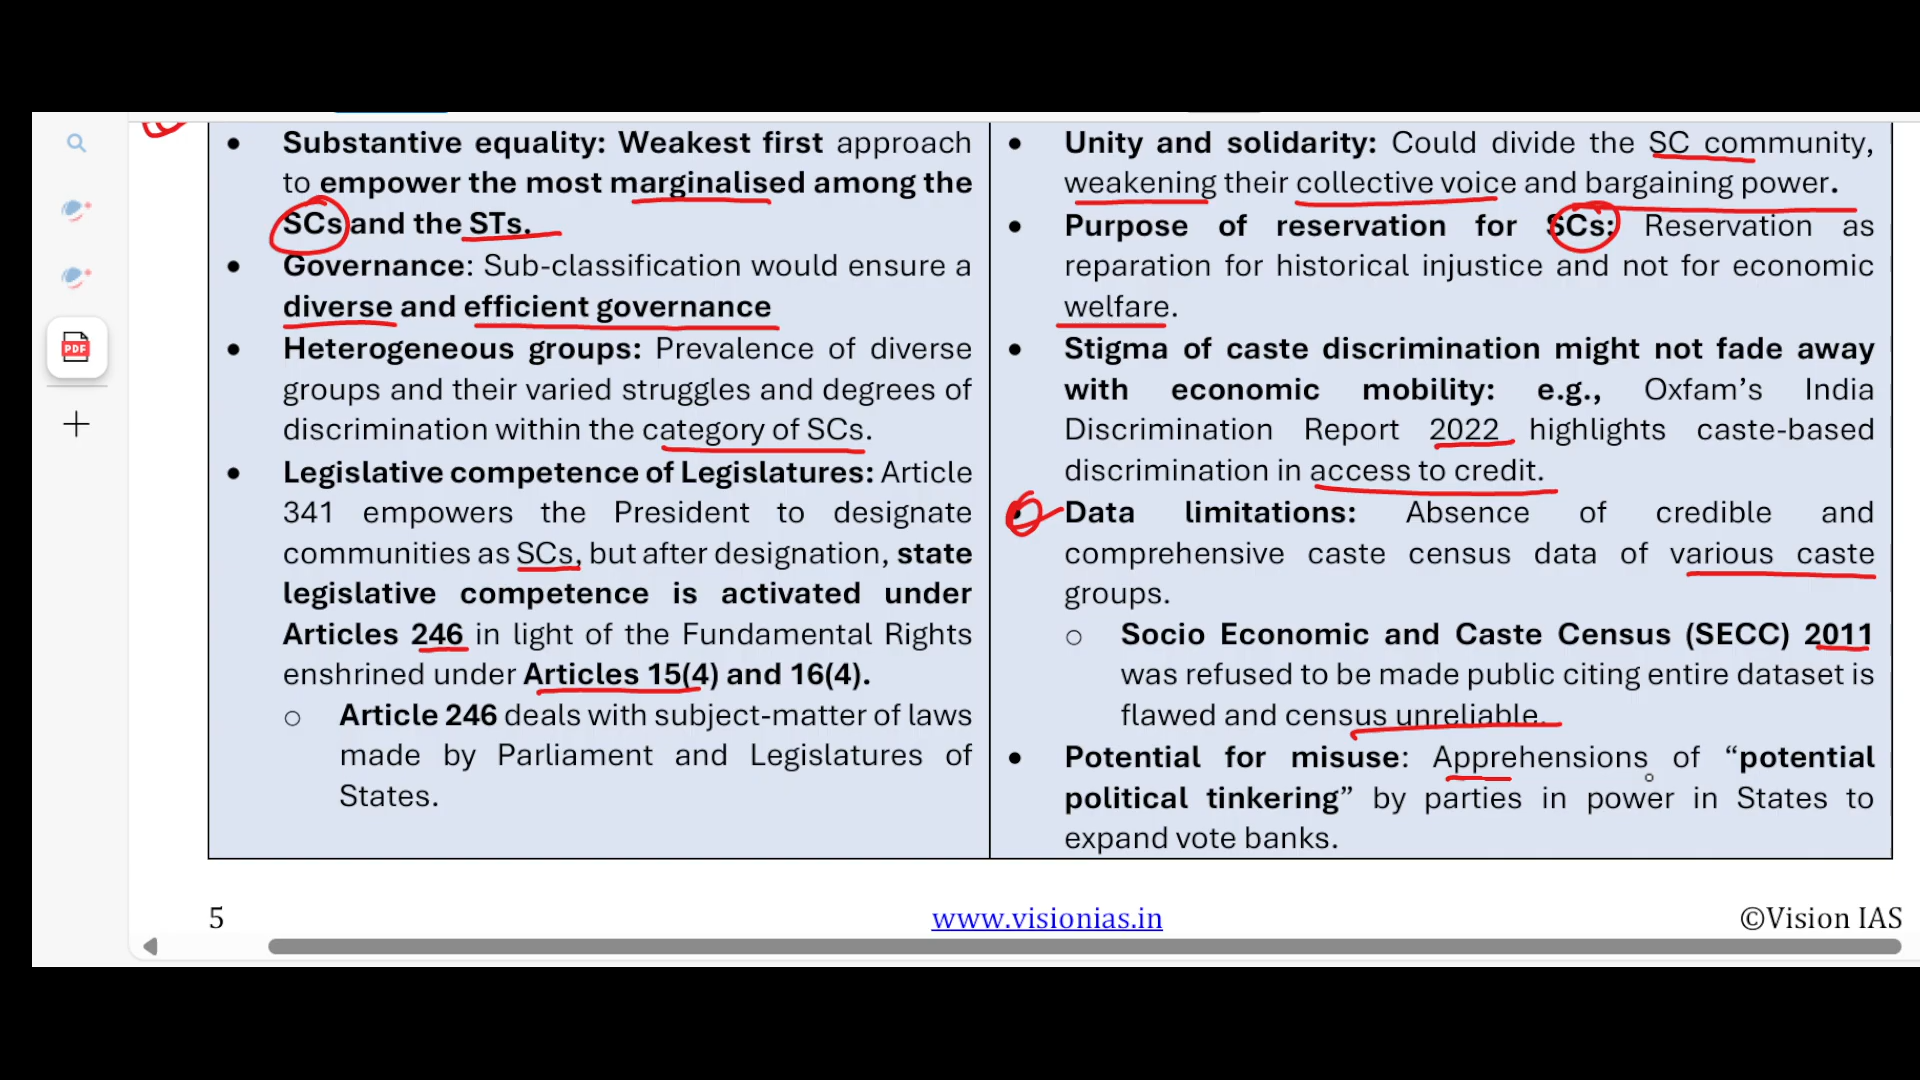 • Substantive equality: Weakest first approach
to empower the most marginalised among the
SCs and the STs.
• Governance: Sub-classification would ensure a
diverse and efficient governance
• Heterogeneous groups: Prevalence of diverse
groups and their varied struggles and degrees of
discrimination within the category of SCs.
• Legislative competence of Legislatures: Article
341 empowers the President to designate
communities as SCs, but after designation, state
legislative competence is activated under
Articles 246 in light of the Fundamental Rights
enshrined under Articles 15(4) and 16(4).
○ Article 246 deals with subject-matter of laws
made by Parliament and Legislatures of
States.
• Unity and solidarity: Could divide the SC community,
weakening their collective voice and bargaining power.
• Purpose of reservation for SCs: Reservation as
reparation for historical injustice and not for economic
welfare.
• Stigma of caste discrimination might not fade away
with economic mobility: e.g., Oxfam’s India
Discrimination Report 2022 highlights caste-based
discrimination in access to credit.
• Data limitations: Absence of credible and
comprehensive caste census data of various caste
groups.
○ Socio Economic and Caste Census (SECC) 2011
was refused to be made public citing entire dataset is
flawed and census unreliable.
• Potential for misuse: Apprehensions of “potential
political tinkering” by parties in power in States to
expand vote banks.
5
www.visionias.in
©Vision IAS
PDF